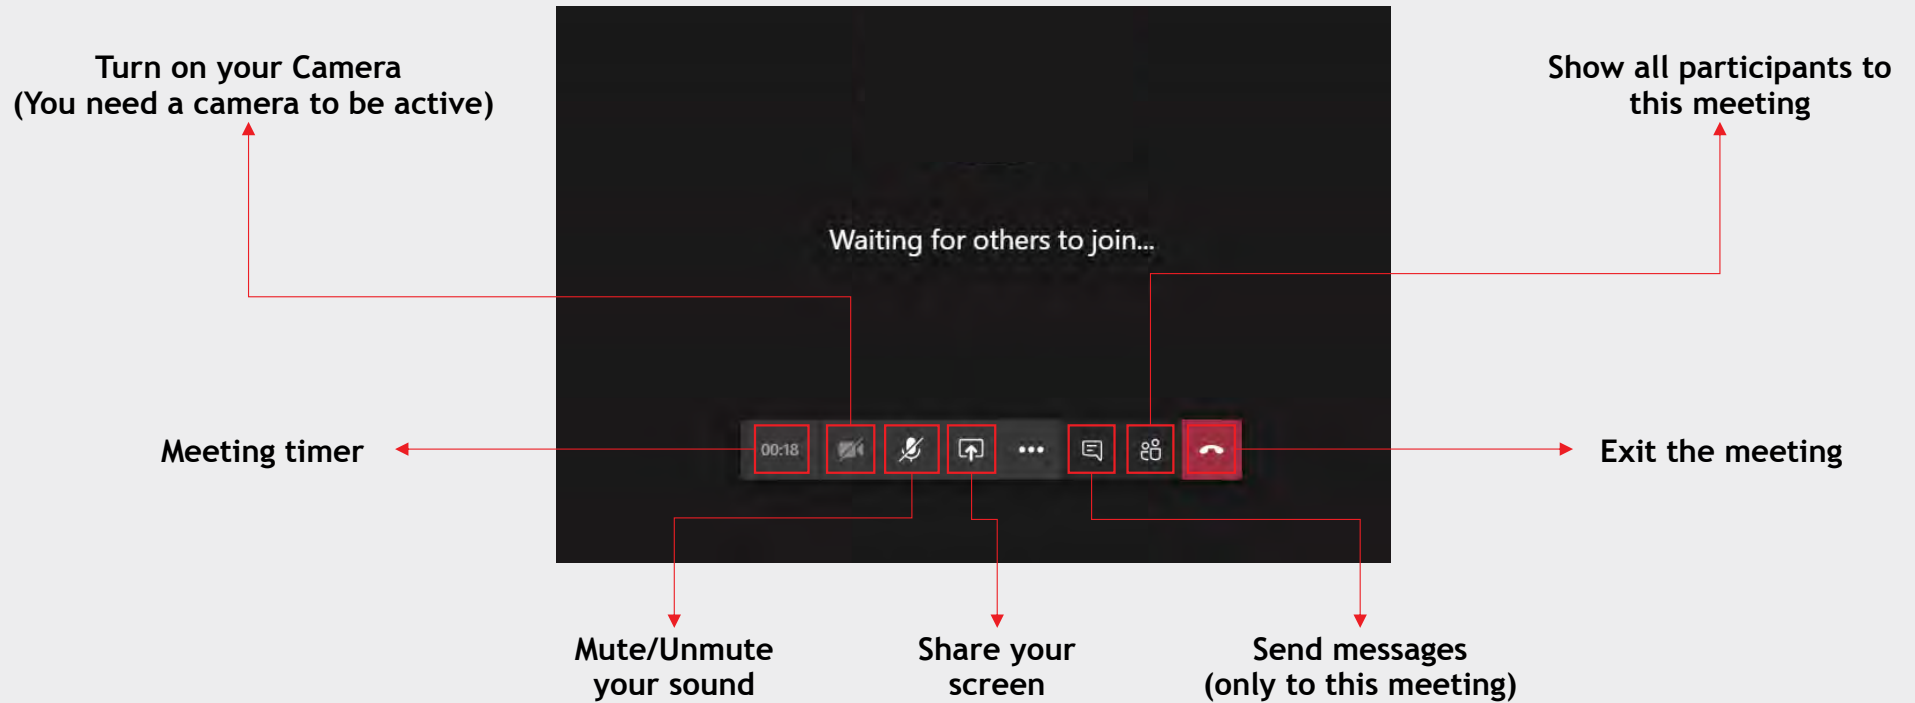 Turn on your Camera
(You need a camera to be active)
Show all participants to
this meeting
Waiting for others to join...
Meeting timer
00:18
Exit the meeting
Mute/Unmute
your sound
Share your
screen
Send messages
(only to this meeting)